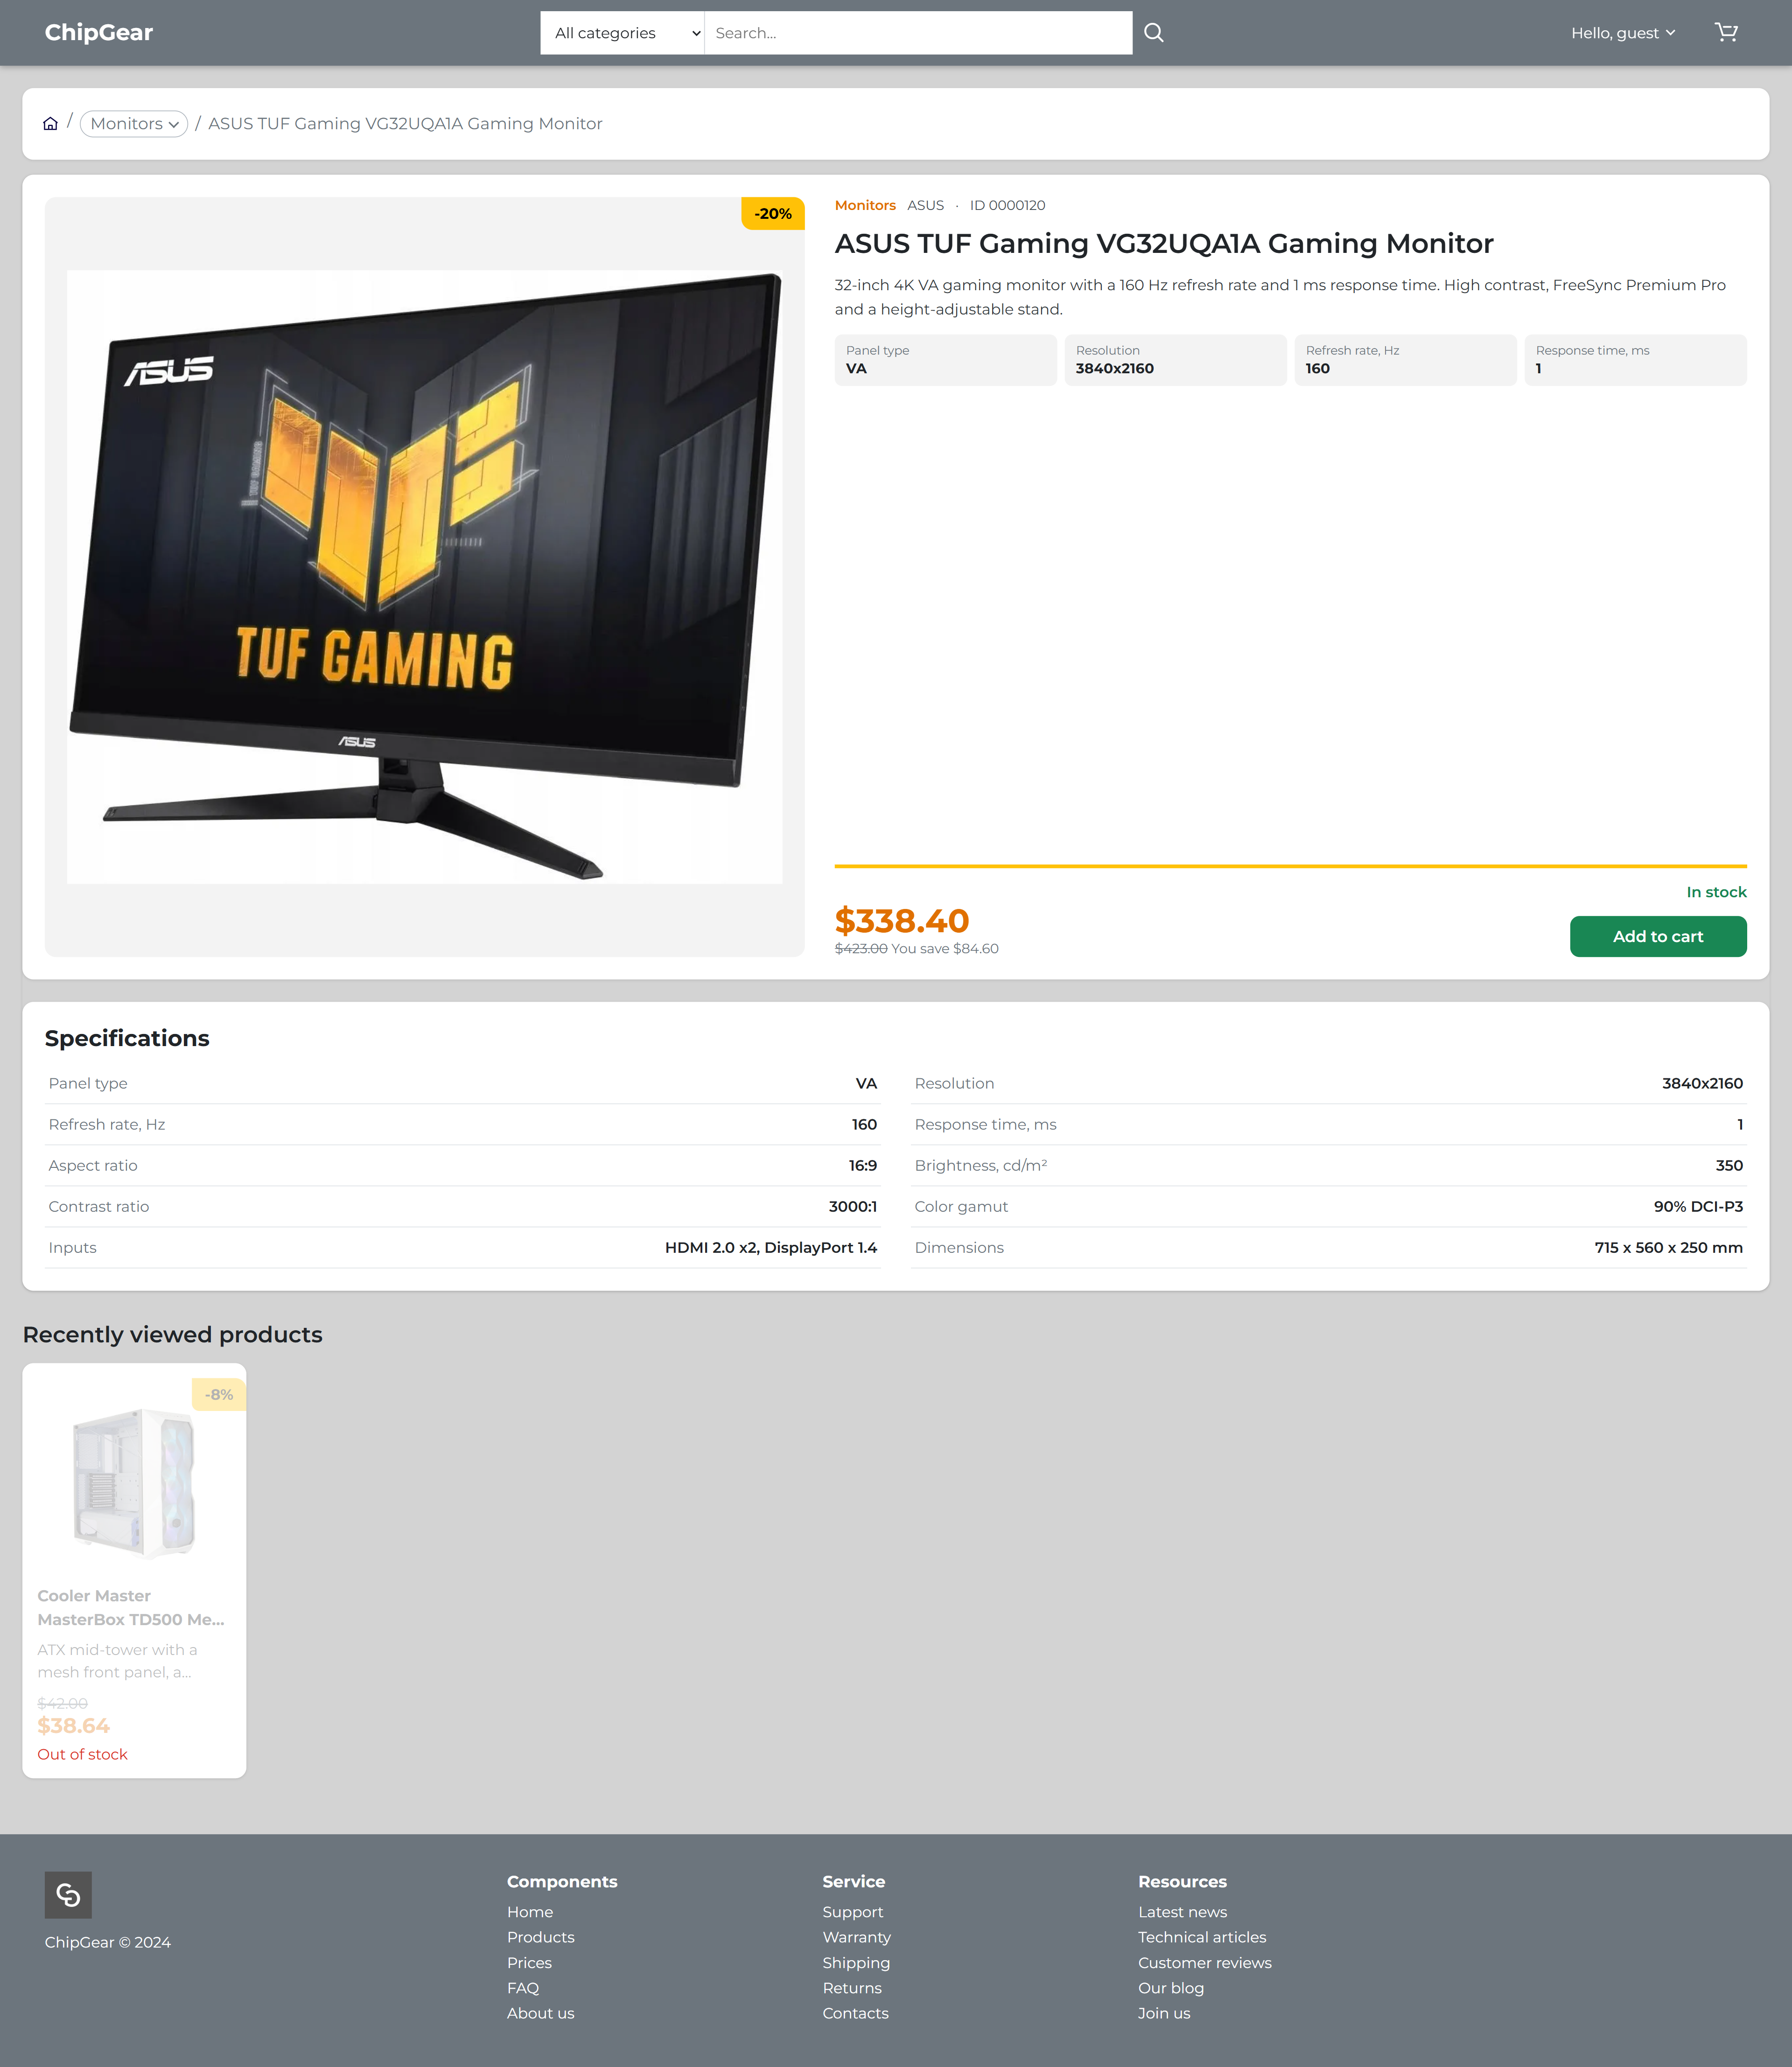 ChipGear
All categories
Search...
Hello, guest
/ Monitors / ASUS TUF Gaming VG32UQA1A Gaming Monitor
-20%
ASUS
TUF GAMING
TUF GAMING
ASUS
Monitors ASUS · ID 0000120
ASUS TUF Gaming VG32UQA1A Gaming Monitor
32-inch 4K VA gaming monitor with a 160 Hz refresh rate and 1 ms response time. High contrast, FreeSync Premium Pro
and a height-adjustable stand.
Panel type
VA
Resolution
3840x2160
Refresh rate, Hz
160
Response time, ms
1
In stock
$338.40
$423.00 You save $84.60
Add to cart
Specifications
Panel type VA
Resolution 3840x2160
Refresh rate, Hz 160
Response time, ms 1
Aspect ratio 16:9
Brightness, cd/m² 350
Contrast ratio 3000:1
Color gamut 90% DCI-P3
Inputs HDMI 2.0 x2, DisplayPort 1.4
Dimensions 715 x 560 x 250 mm
Recently viewed products
-8%
Cooler Master
MasterBox TD500 Me...
ATX mid-tower with a
mesh front panel, a...
$42.00
$38.64
Out of stock
ChipGear © 2024
Components
Home
Products
Prices
FAQ
About us
Service
Support
Warranty
Shipping
Returns
Contacts
Resources
Latest news
Technical articles
Customer reviews
Our blog
Join us